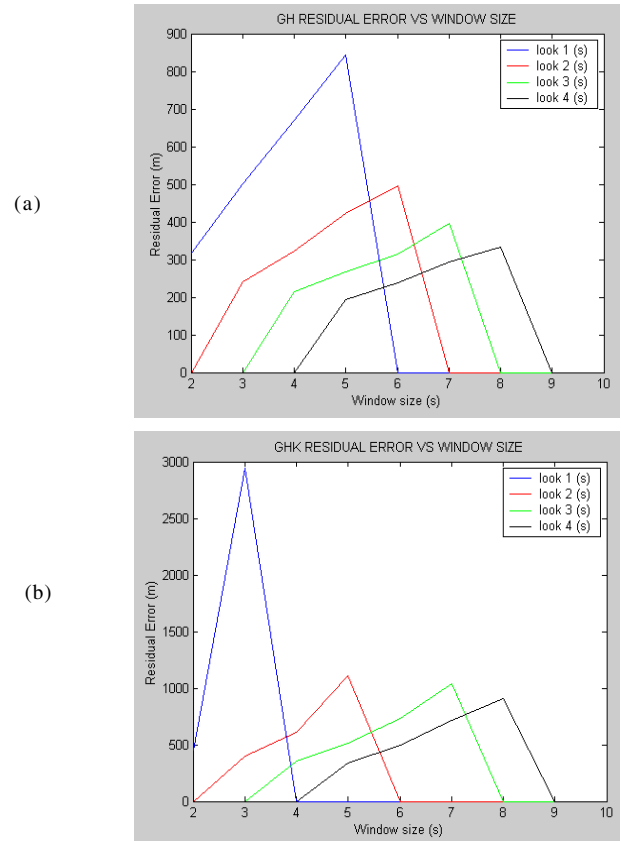 (a)
GH RESIDUAL ERROR VS WINDOW SIZE
900
800
700
600
500
400
300
200
100
0
Residual Error (m)
look 1 (s)
look 2 (s)
look 3 (s)
look 4 (s)
2 3 4 5 6 7 8 9 10
Window size (s)
(b)
GHK RESIDUAL ERROR VS WINDOW SIZE
3000
2500
2000
1500
1000
500
0
Residual Error (m)
look 1 (s)
look 2 (s)
look 3 (s)
look 4 (s)
2 3 4 5 6 7 8 9 10
Window size (s)